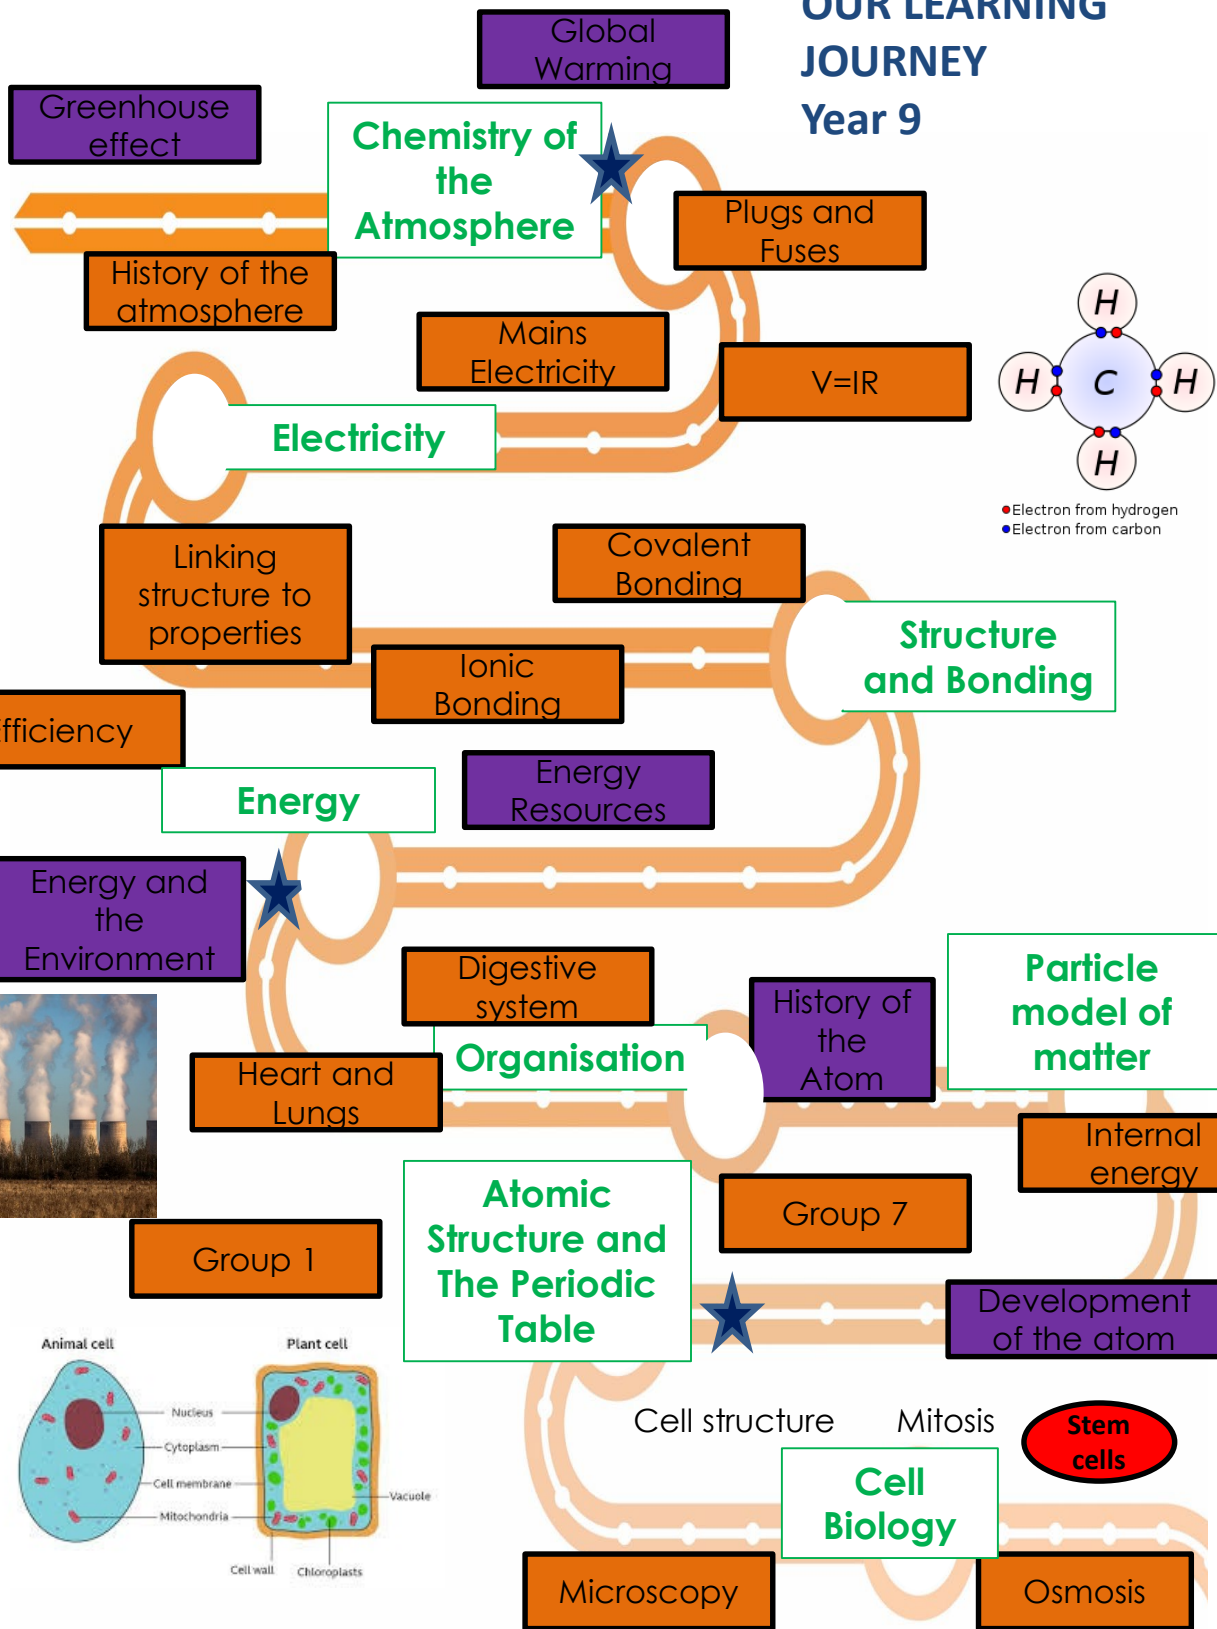 OUR LEARNING
JOURNEY
Year 9
Global
Warming
Greenhouse
effect
Chemistry of
the
Atmosphere
Plugs and
Fuses
History of the
atmosphere
Mains
Electricity
V=IR
H
H
C
H
H
Electron from hydrogen
Electron from carbon
Electricity
Linking
structure to
properties
Covalent
Bonding
Structure
and Bonding
Ionic
Bonding
Efficiency
Energy
Energy
Resources
Energy and
the
Environment
Digestive
system
History of
the
Atom
Particle
model of
matter
Organisation
Heart and
Lungs
Internal
energy
Atomic
Structure and
The Periodic
Table
Group 7
Group 1
Development
of the atom
Animal cell
Plant cell
Nucleus
Cytoplasm
Cell membrane
Mitochondria
Vacuole
Cell wall
Chloroplasts
Cell structure
Mitosis
Stem
cells
Cell
Biology
Microscopy
Osmosis